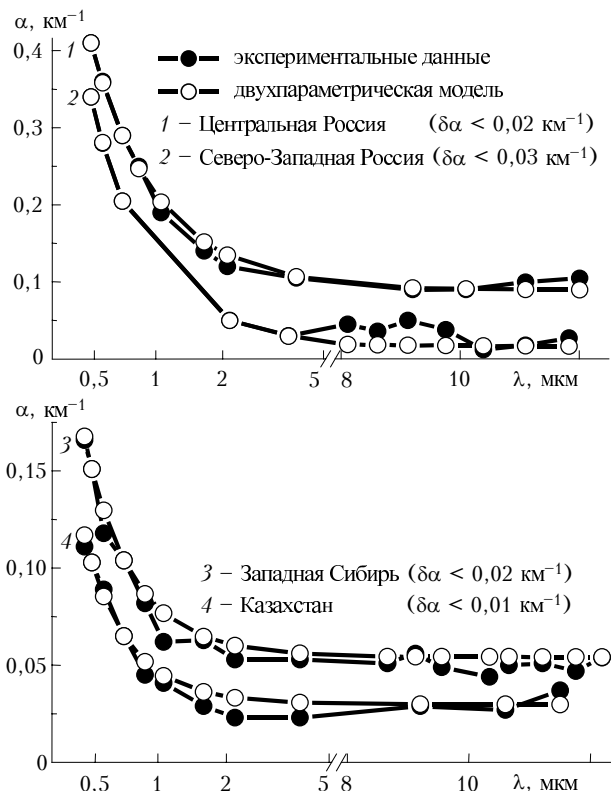 α, км⁻¹
0,4
0,3
0,2
0,1
0
1
2
экспериментальные данные
двухпараметрическая модель
1 – Центральная Россия (δα < 0,02 км⁻¹)
2 – Северо-Западная Россия (δα < 0,03 км⁻¹)
0,5 1 2 5 8 10 λ, мкм
α, км⁻¹
0,15
0,10
0,05
0
3
4
3 – Западная Сибирь (δα < 0,02 км⁻¹)
4 – Казахстан (δα < 0,01 км⁻¹)
0,5 1 2 5 8 10 λ, мкм